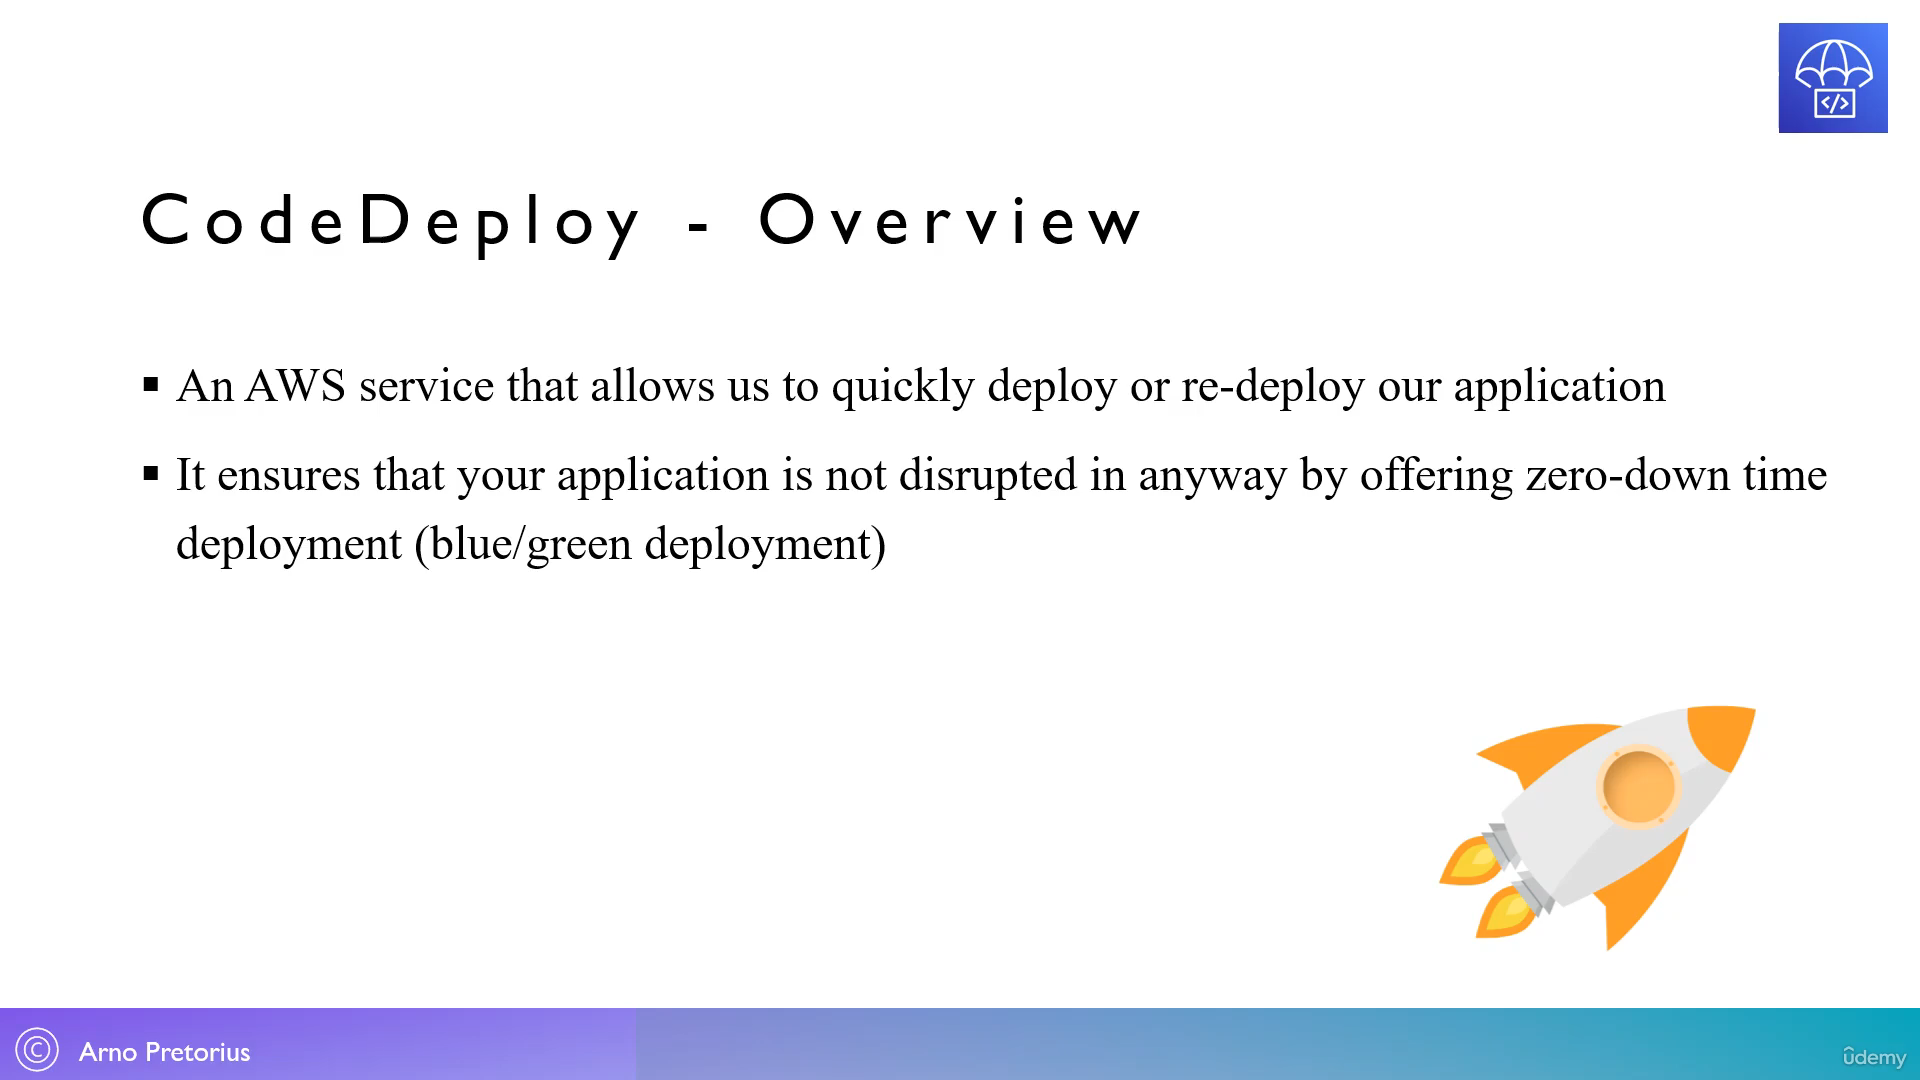 </>
CodeDeploy - Overview
▪ An AWS service that allows us to quickly deploy or re-deploy our application
▪ It ensures that your application is not disrupted in anyway by offering zero-down time
deployment (blue/green deployment)
© Arno Pretorius
ûdemy